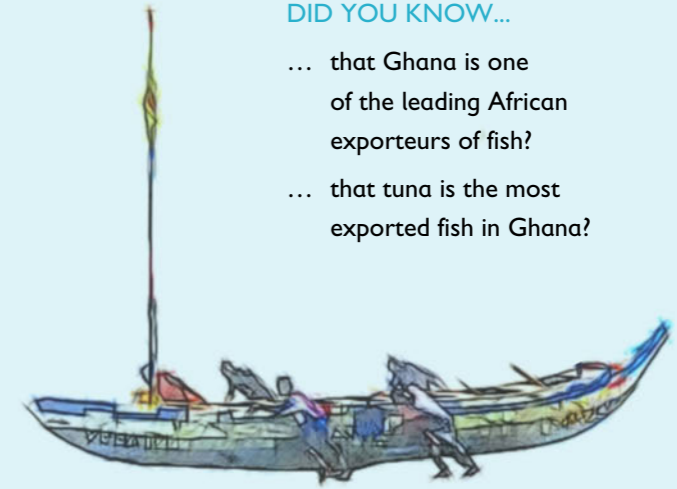 DID YOU KNOW...
... that Ghana is one
of the leading African
exporteurs of fish?
... that tuna is the most
exported fish in Ghana?